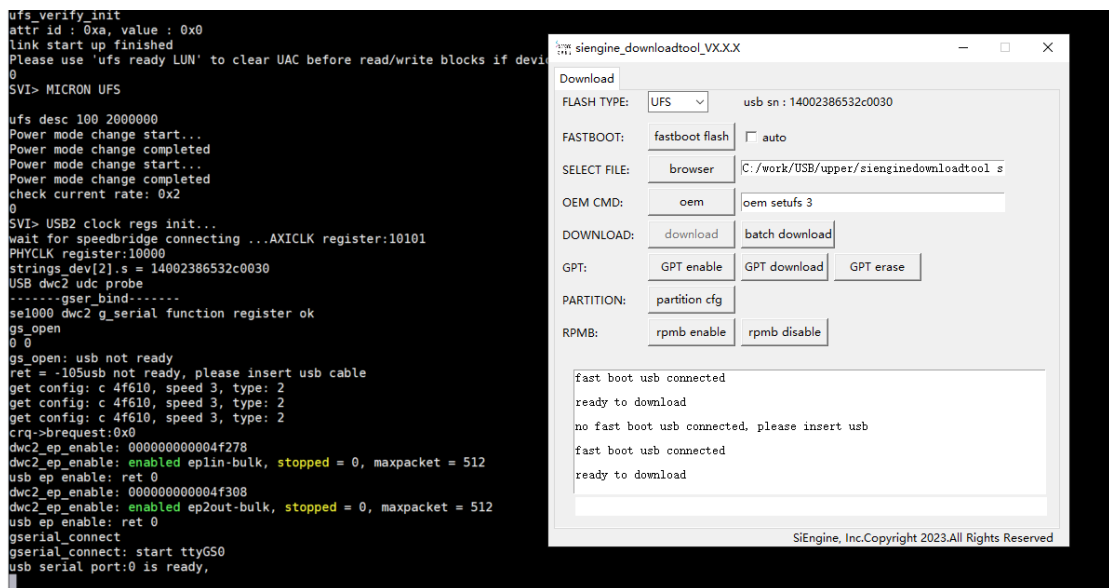 ufs_verify_init
attr id : 0xa, value : 0x0
link start up finished
Please use 'ufs ready LUN' to clear UAC before read/write blocks if devi
0
SVI> MICRON UFS
ufs desc 100 2000000
Power mode change start...
Power mode change completed
Power mode change start...
Power mode change completed
check current rate: 0x2
0
SVI> USB2 clock regs init...
wait for speedbridge connecting ...AXICLK register:10101
PHYCLK register:10000
strings_dev[2].s = 14002386532c0030
USB dwc2 udc probe
-------gser_bind-------
se1000 dwc2 g_serial function register ok
gs_open
0 0
gs_open: usb not ready
ret = -105usb not ready, please insert usb cable
get config: c 4f610, speed 3, type: 2
get config: c 4f610, speed 3, type: 2
get config: c 4f610, speed 3, type: 2
crq->brequest:0x0
dwc2_ep_enable: 000000000004f278
dwc2_ep_enable: enabled ep1in-bulk, stopped = 0, maxpacket = 512
usb ep enable: ret 0
dwc2_ep_enable: 000000000004f308
dwc2_ep_enable: enabled ep2out-bulk, stopped = 0, maxpacket = 512
usb ep enable: ret 0
gserial_connect
gserial_connect: start ttyGS0
usb serial port:0 is ready,
siengine_downloadtool_VX.X.X
Download
FLASH TYPE: UFS usb sn : 14002386532c0030
FASTBOOT: fastboot flash auto
SELECT FILE: browser C:/work/USB/upper/sienginedownloadtool s
OEM CMD: oem oem setufs 3
DOWNLOAD: download batch download
GPT: GPT enable GPT download GPT erase
PARTITION: partition cfg
RPMB: rpmb enable rpmb disable
fast boot usb connected
ready to download
no fast boot usb connected, please insert usb
fast boot usb connected
ready to download
SiEngine, Inc.Copyright 2023.All Rights Reserved